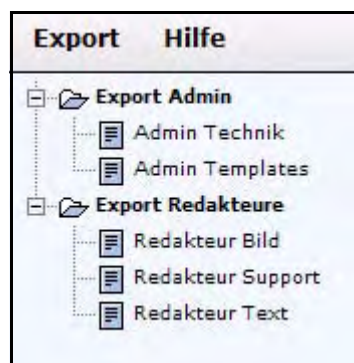 Export Hilfe
Export Admin
Admin Technik
Admin Templates
Export Redakteure
Redakteur Bild
Redakteur Support
Redakteur Text